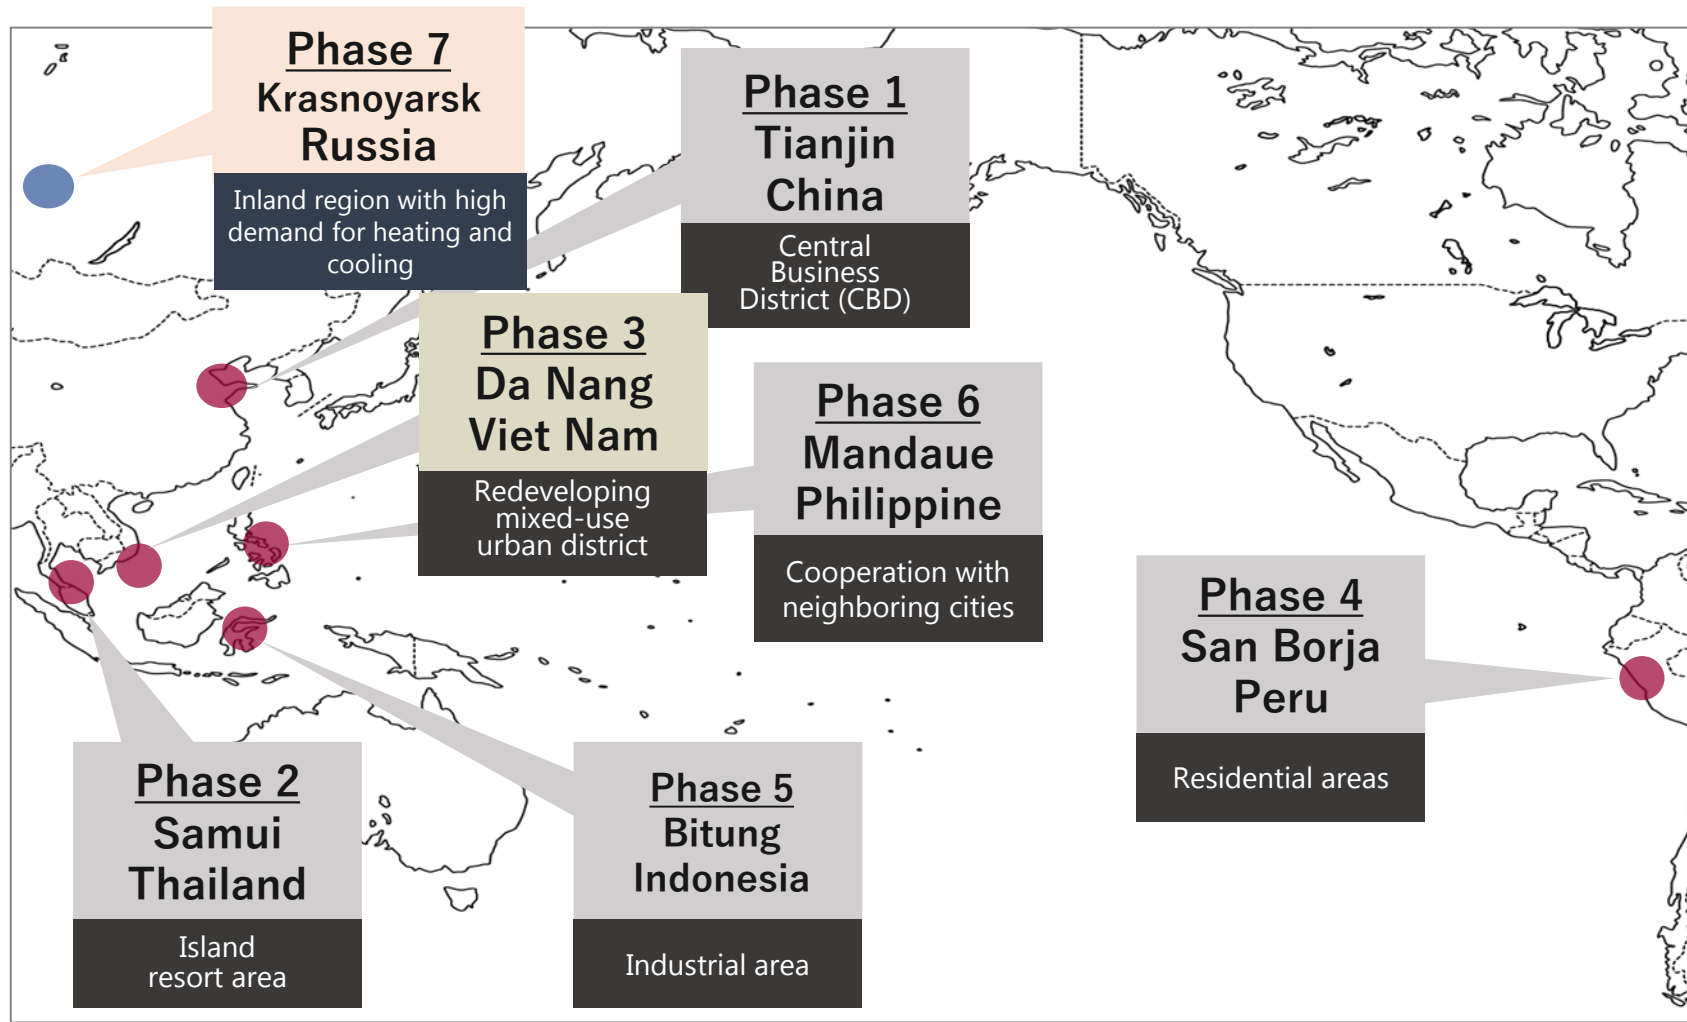 Phase 7
Krasnoyarsk
Russia
Inland region with high
demand for heating and
cooling
Phase 1
Tianjin
China
Central
Business
District (CBD)
Phase 3
Da Nang
Viet Nam
Redeveloping
mixed-use
urban district
Phase 6
Mandaue
Philippine
Cooperation with
neighboring cities
Phase 4
San Borja
Peru
Residential areas
Phase 2
Samui
Thailand
Island
resort area
Phase 5
Bitung
Indonesia
Industrial area